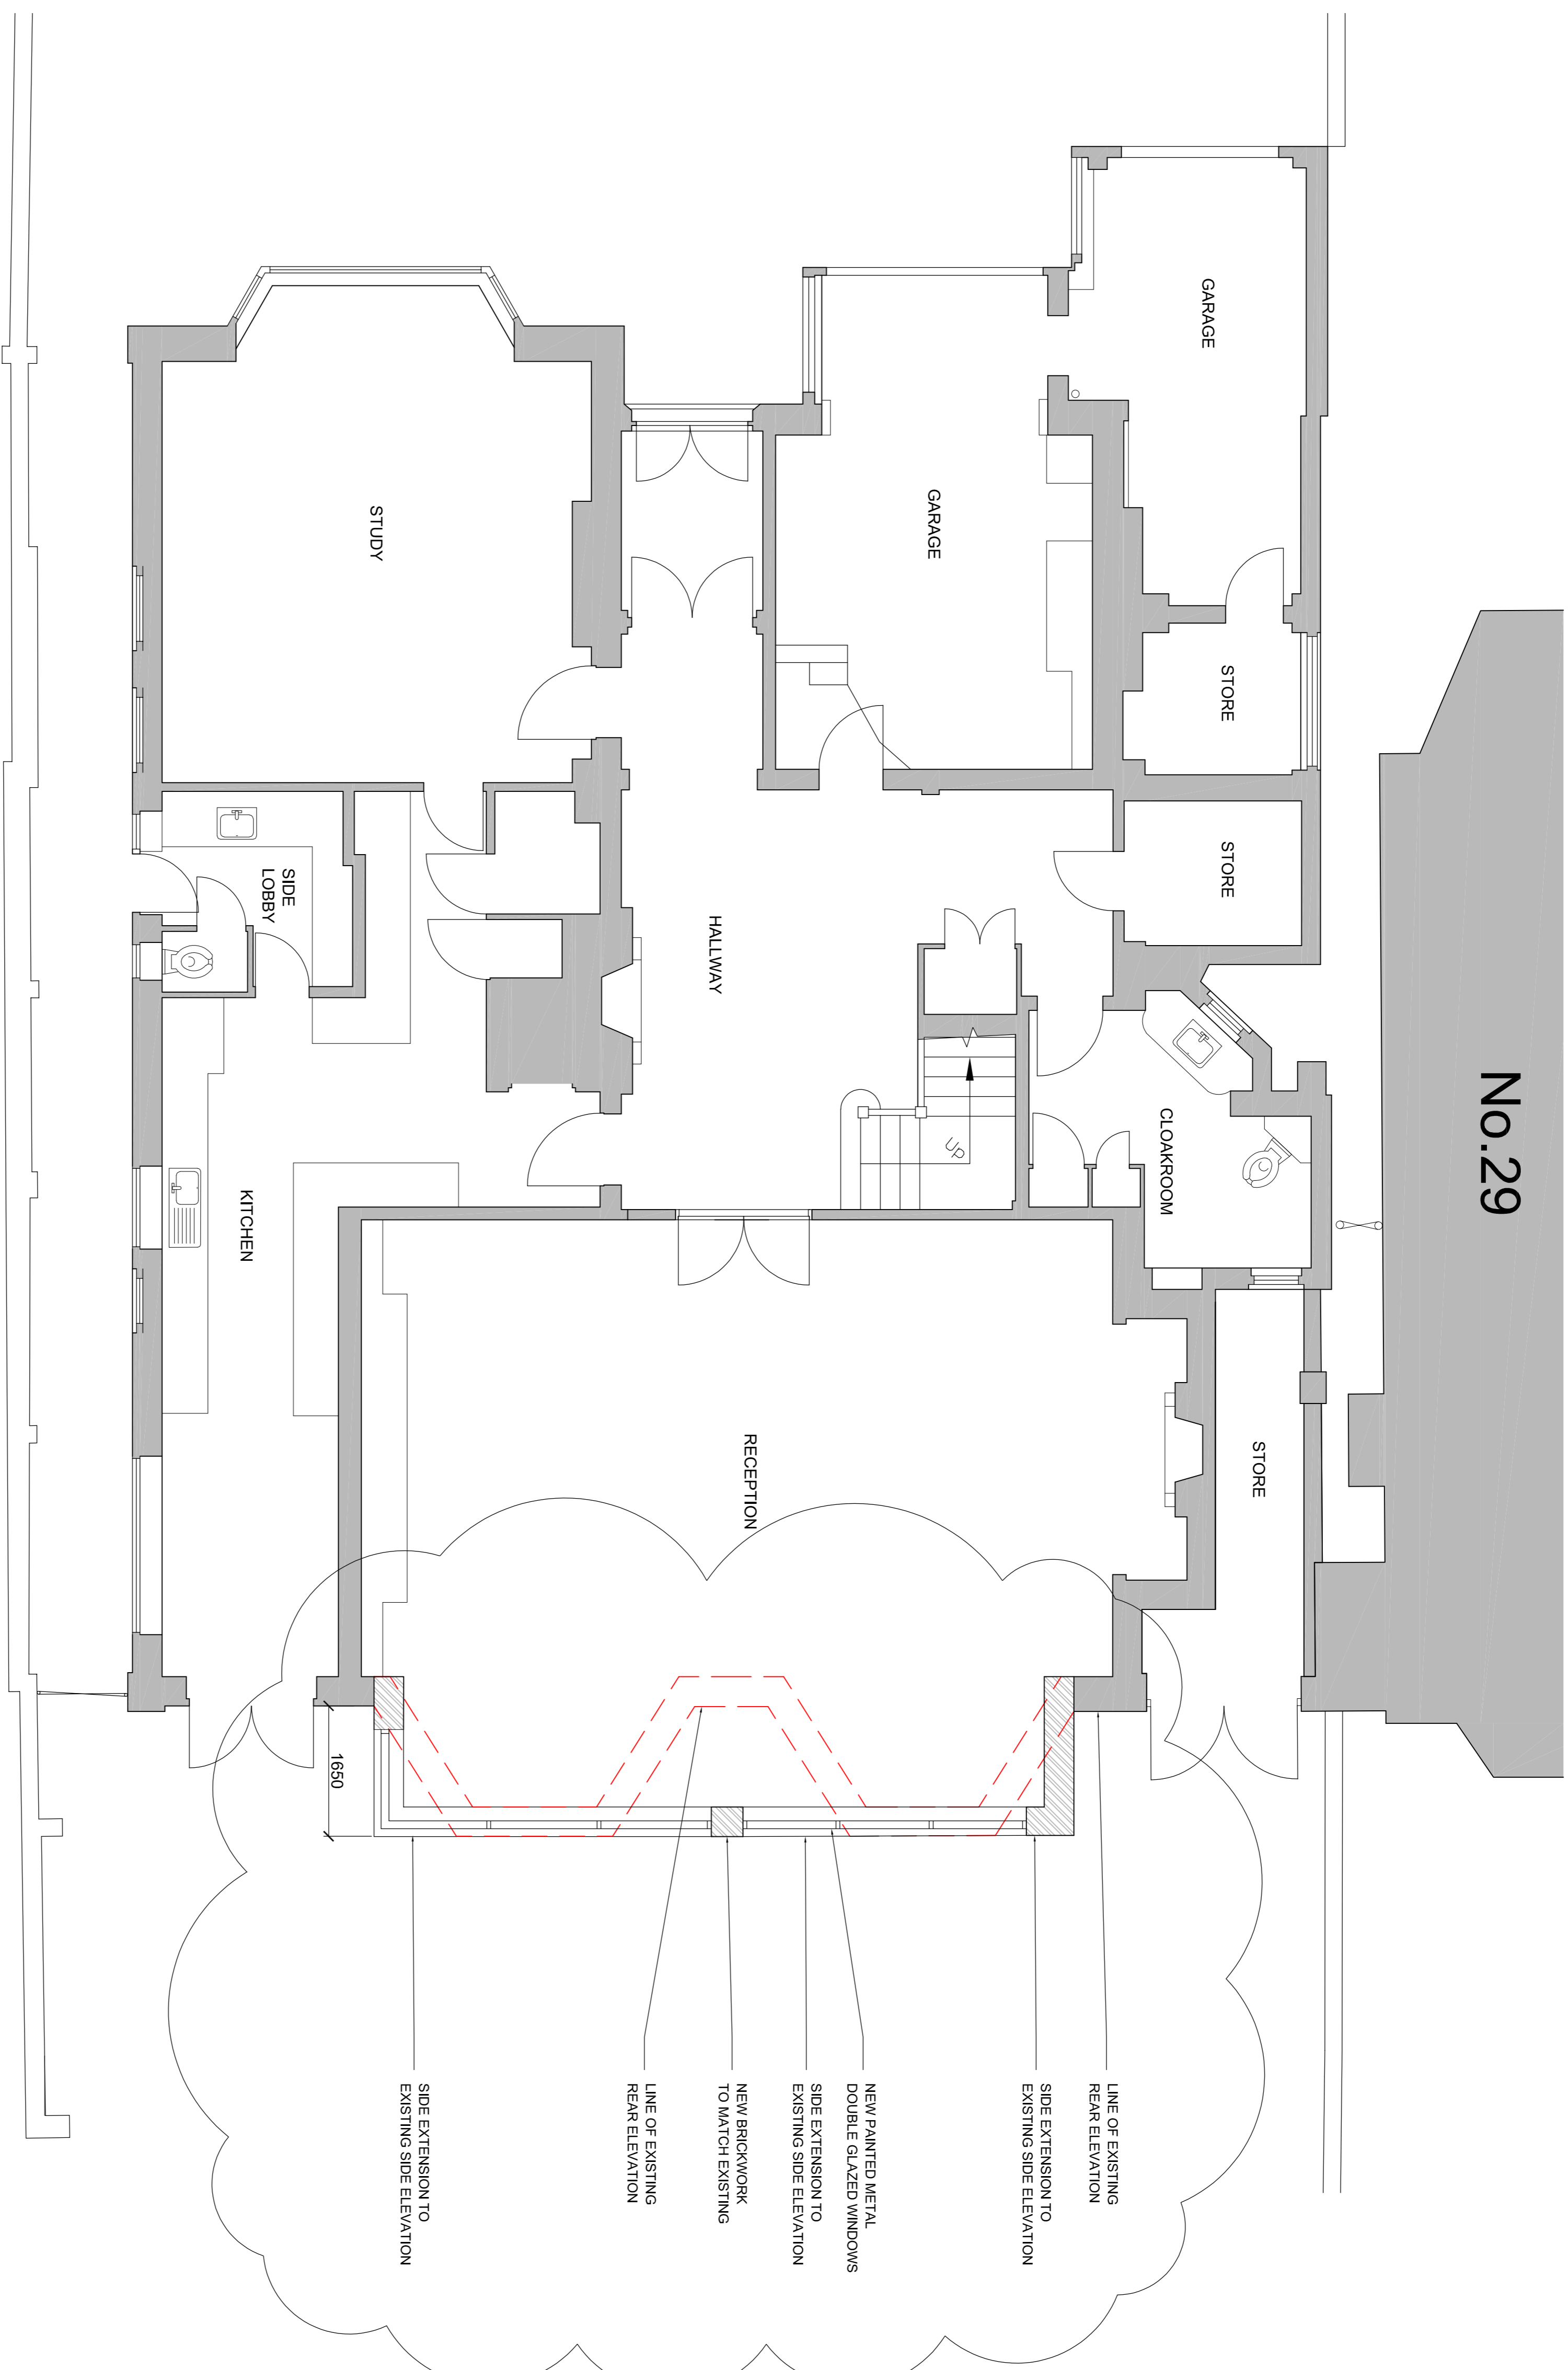 No.29
GARAGE
STORE
STORE
CLOAKROOM
STORE
GARAGE
HALLWAY
UP
RECEPTION
STUDY
SIDE
LOBBY
KITCHEN
1650
LINE OF EXISTING
REAR ELEVATION
SIDE EXTENSION TO
EXISTING SIDE ELEVATION
NEW PAINTED METAL
DOUBLE GLAZED WINDOWS
SIDE EXTENSION TO
EXISTING SIDE ELEVATION
NEW BRICKWORK
TO MATCH EXISTING
LINE OF EXISTING
REAR ELEVATION
SIDE EXTENSION TO
EXISTING SIDE ELEVATION